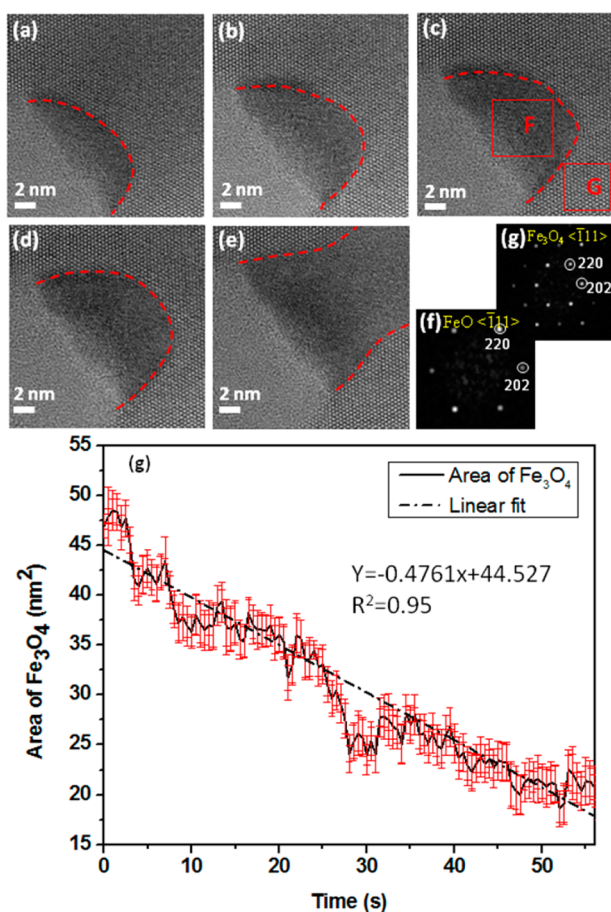 (a)
2 nm
(b)
2 nm
(c)
F
G
2 nm
(d)
2 nm
(e)
2 nm
(g) Fe₃O₄ <1̅11>
220
202
(f) FeO <1̅11>
220
202
(g)
Area of Fe₃O₄
Linear fit
Y=-0.4761x+44.527
R²=0.95
Area of Fe₃O₄ (nm²)
55
50
45
40
35
30
25
20
15
0
10
20
30
40
50
Time (s)